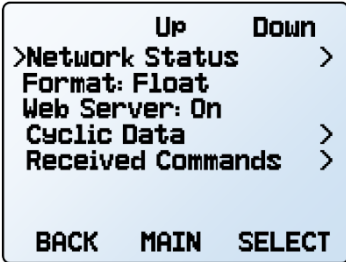 Up Down
>Network Status >
Format: Float
Web Server: On
Cyclic Data >
Received Commands >
BACK MAIN SELECT